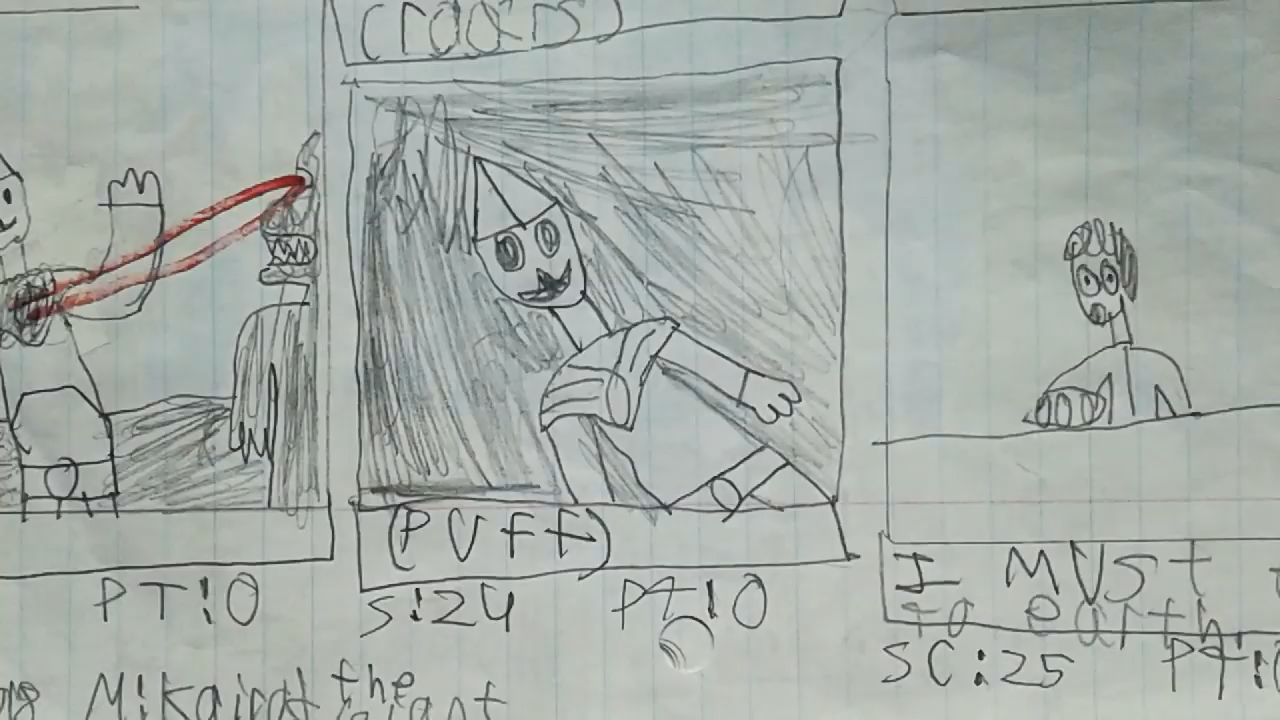 (roars)
(PUff)
PT:0
S:24 Pt:0
I MUSt
to earth
SC:25 Pt:0
the